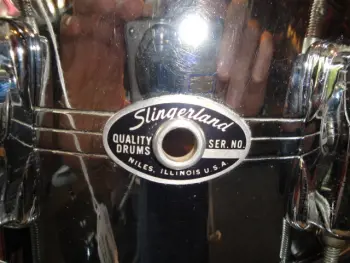 Slingerland
QUALITY DRUMS
SER. NO.
NILES, ILLINOIS U.S.A.